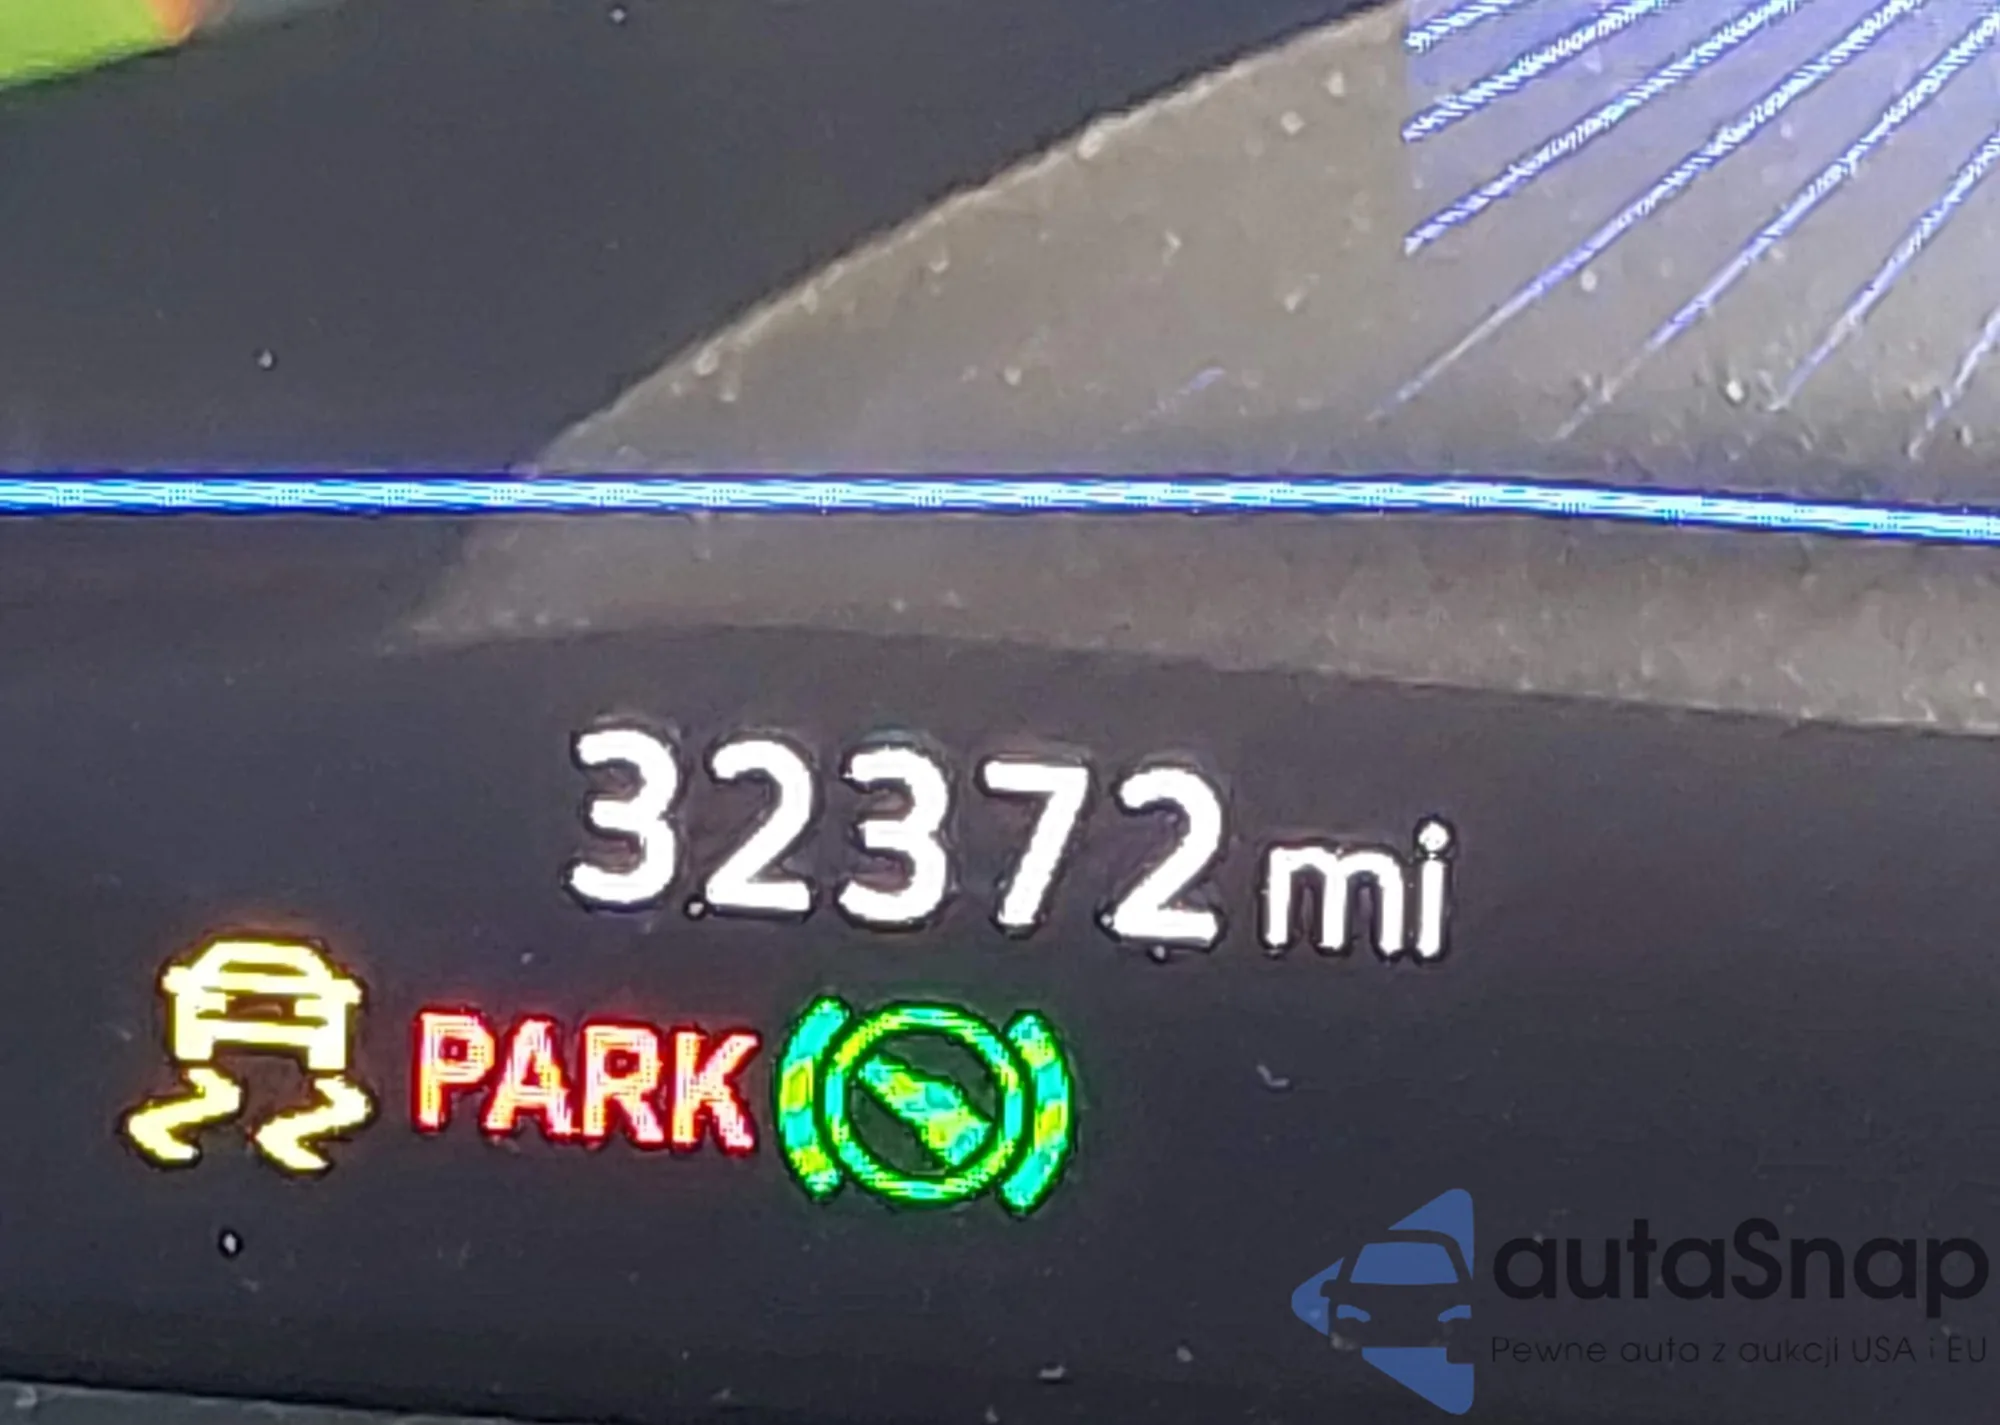 32372 mi
PARK
autaSnap
Pewne auta z aukcji USA i EU